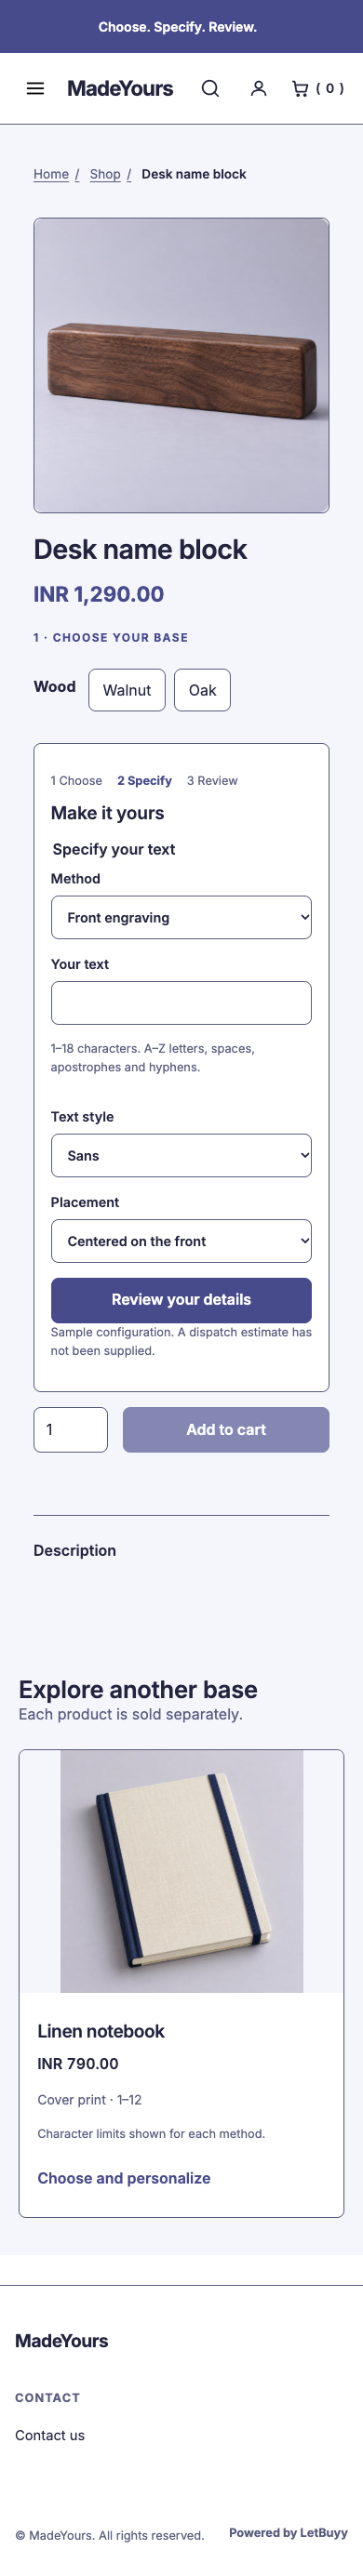 Choose. Specify. Review.
MadeYours
( 0 )
Home / Shop / Desk name block
Desk name block
INR 1,290.00
1 · CHOOSE YOUR BASE
Wood
Walnut
Oak
1 Choose 2 Specify 3 Review
Make it yours
Specify your text
Method
Front engraving
Your text
1–18 characters. A–Z letters, spaces,
apostrophes and hyphens.
Text style
Sans
Placement
Centered on the front
Review your details
Sample configuration. A dispatch estimate has
not been supplied.
1
Add to cart
Description
Explore another base
Each product is sold separately.
Linen notebook
INR 790.00
Cover print · 1–12
Character limits shown for each method.
Choose and personalize
MadeYours
CONTACT
Contact us
© MadeYours. All rights reserved.
Powered by LetBuyy